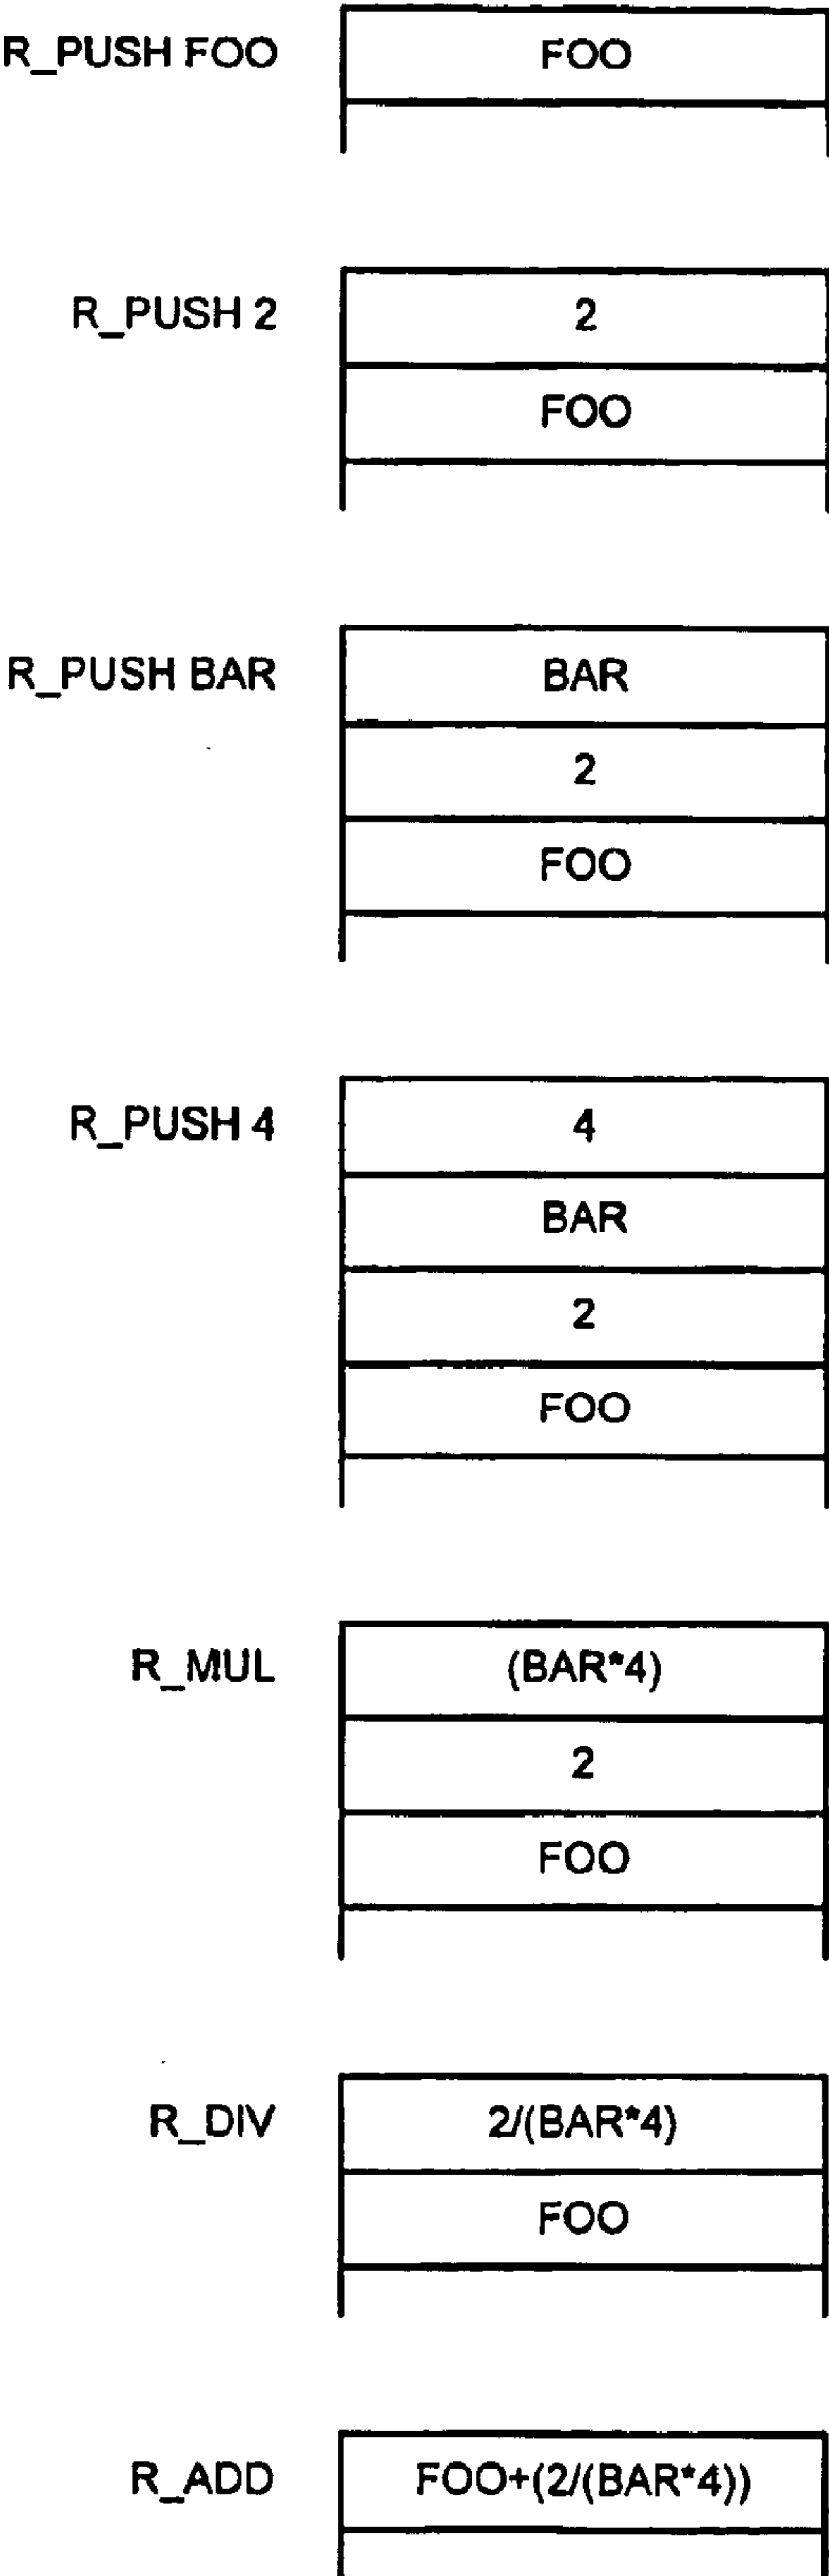 R_PUSH FOO FOO
R_PUSH 2 2
FOO
R_PUSH BAR BAR
2
FOO
R_PUSH 4 4
BAR
2
FOO
R_MUL (BAR*4)
2
FOO
R_DIV 2/(BAR*4)
FOO
R_ADD FOO+(2/(BAR*4))